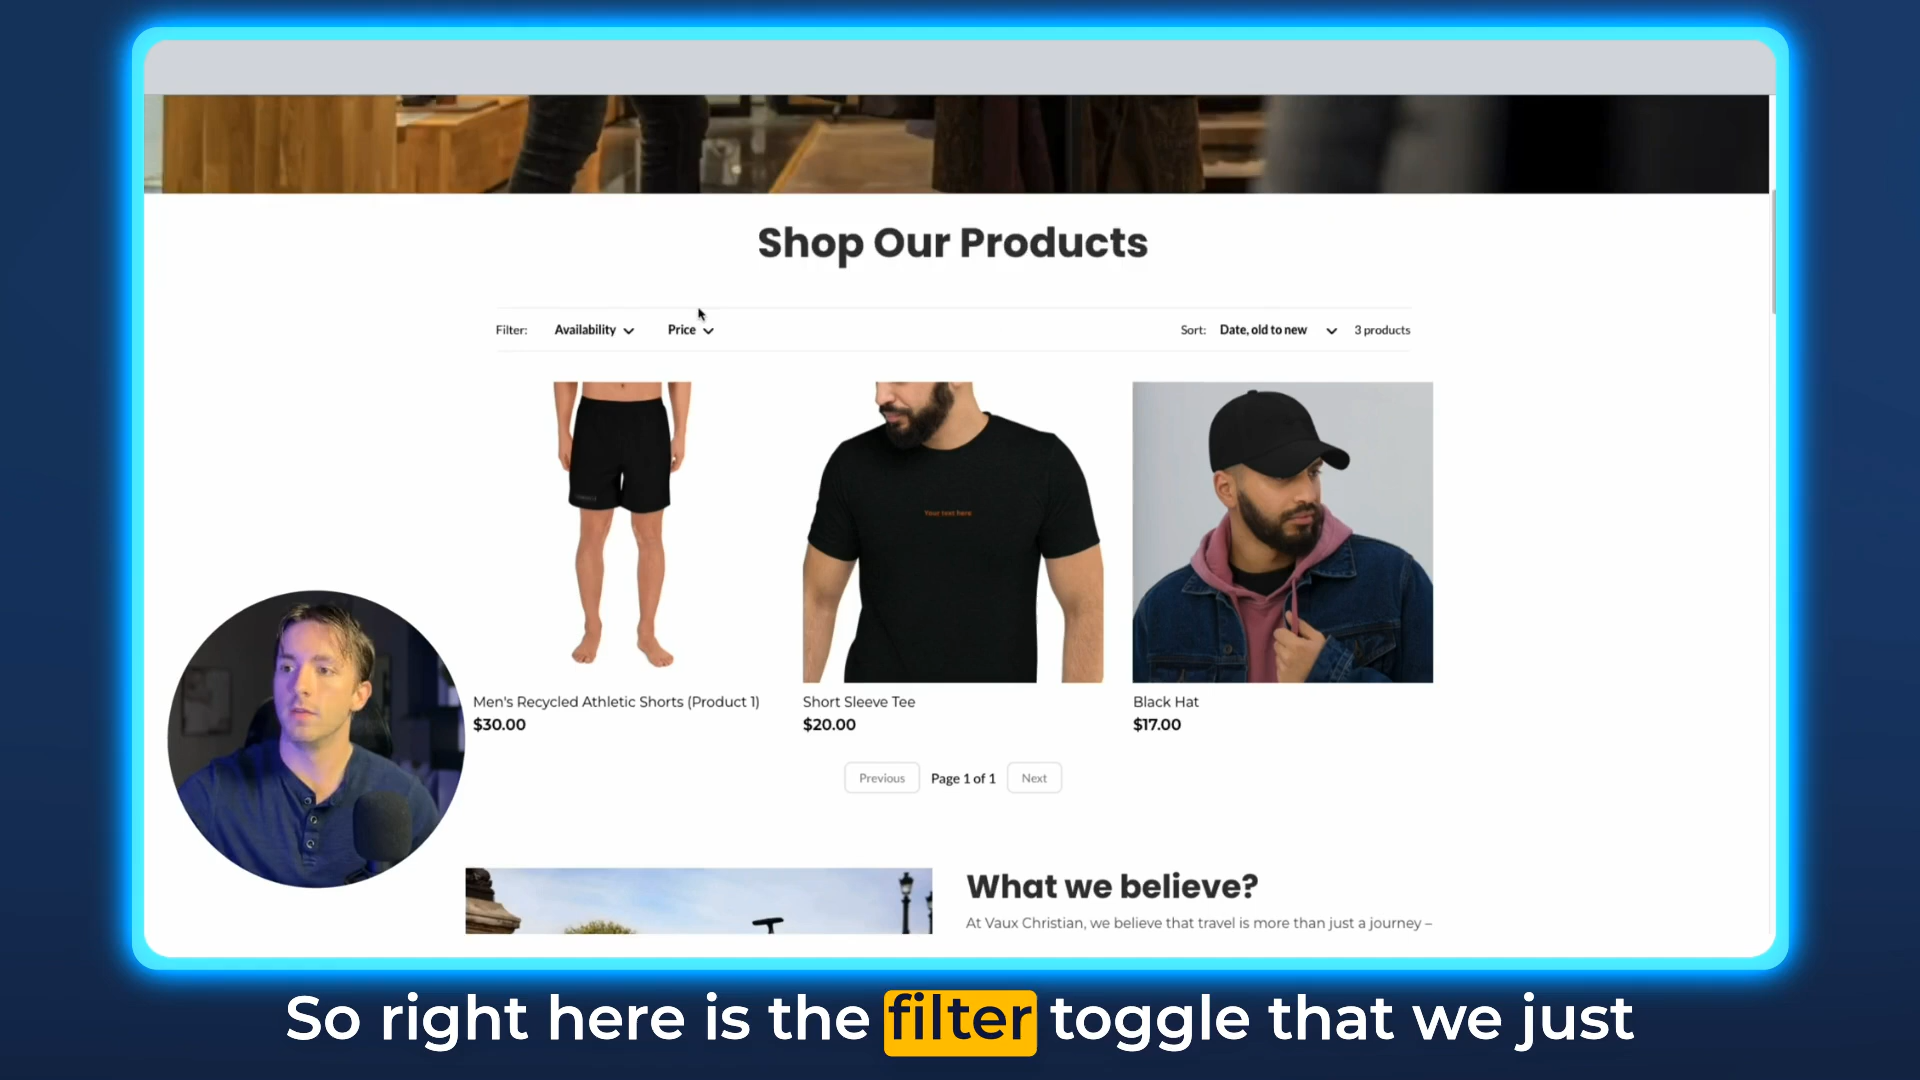 Shop Our Products
Filter: Availability Price Sort: Date, old to new 3 products
Your text here
Men's Recycled Athletic Shorts (Product 1) Short Sleeve Tee Black Hat
$30.00 $20.00 $17.00
Previous Page 1 of 1 Next
What we believe?
At Vaux Christian, we believe that travel is more than just a journey –
So right here is the filter toggle that we just